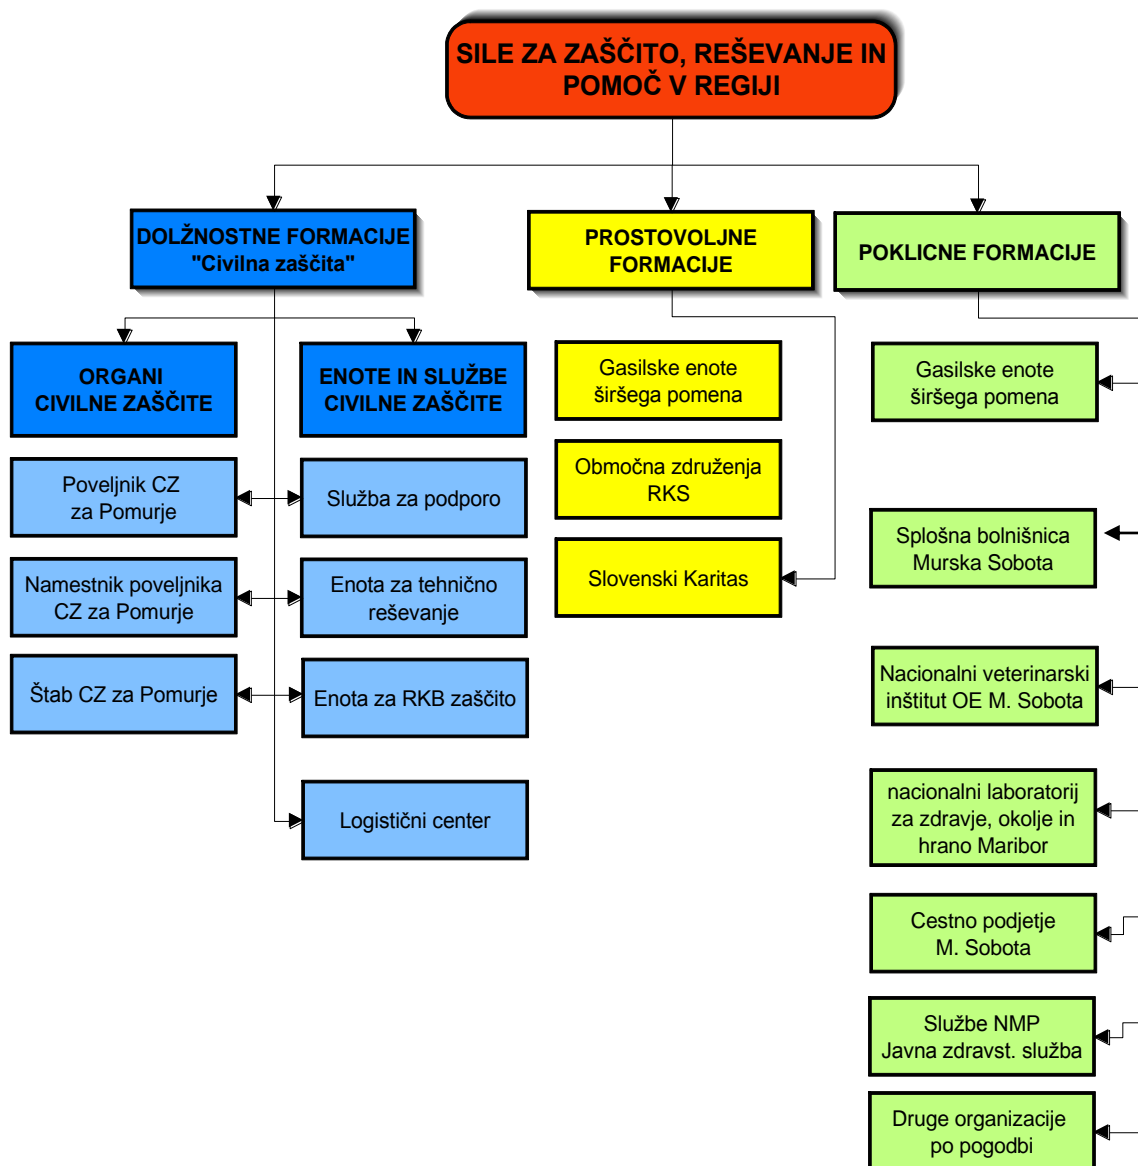 SILE ZA ZAŠČITO, REŠEVANJE IN
POMOČ V REGIJI
DOLŽNOSTNE FORMACIJE
"Civilna zaščita"
PROSTOVOLJNE
FORMACIJE
POKLICNE FORMACIJE
ORGANI
CIVILNE ZAŠČITE
Poveljnik CZ
za Pomurje
Namestnik poveljnika
CZ za Pomurje
Štab CZ za Pomurje
ENOTE IN SLUŽBE
CIVILNE ZAŠČITE
Služba za podporo
Enota za tehnično
reševanje
Enota za RKB zaščito
Logistični center
Gasilske enote
širšega pomena
Območna združenja
RKS
Slovenski Karitas
Gasilske enote
širšega pomena
Splošna bolnišnica
Murska Sobota
Nacionalni veterinarski
inštitut OE M. Sobota
nacionalni laboratorij
za zdravje, okolje in
hrano Maribor
Cestno podjetje
M. Sobota
Službe NMP
Javna zdravst. služba
Druge organizacije
po pogodbi